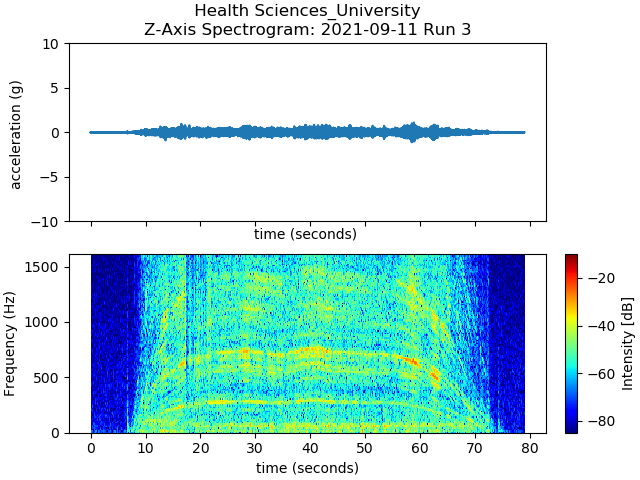 Health Sciences_University
Z-Axis Spectrogram: 2021-09-11 Run 3
10
5
0
−5
−10
acceleration (g)
time (seconds)
1500
1000
500
0
Frequency (Hz)
0 10 20 30 40 50 60 70 80
time (seconds)
−20
−40
−60
−80
Intensity [dB]